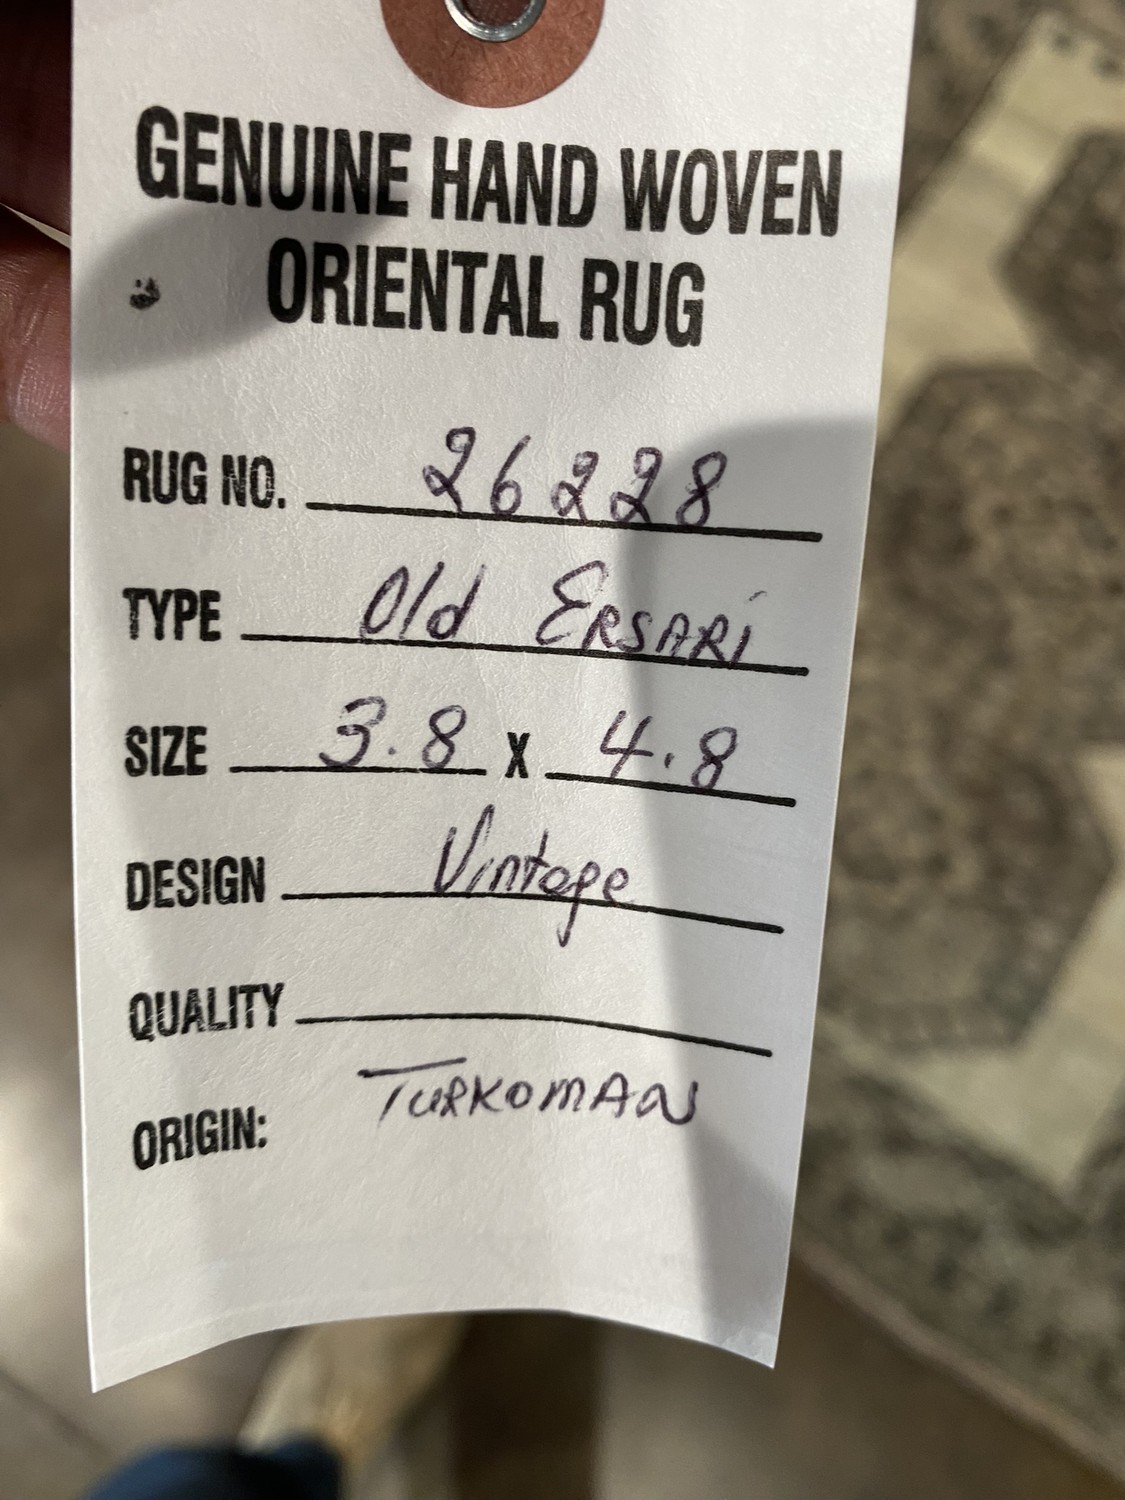 GENUINE HAND WOVEN
ORIENTAL RUG
RUG NO. 26228
TYPE Old ERSARI
SIZE 3.8 X 4.8
DESIGN Vintage
QUALITY
ORIGIN: TURKOMAN